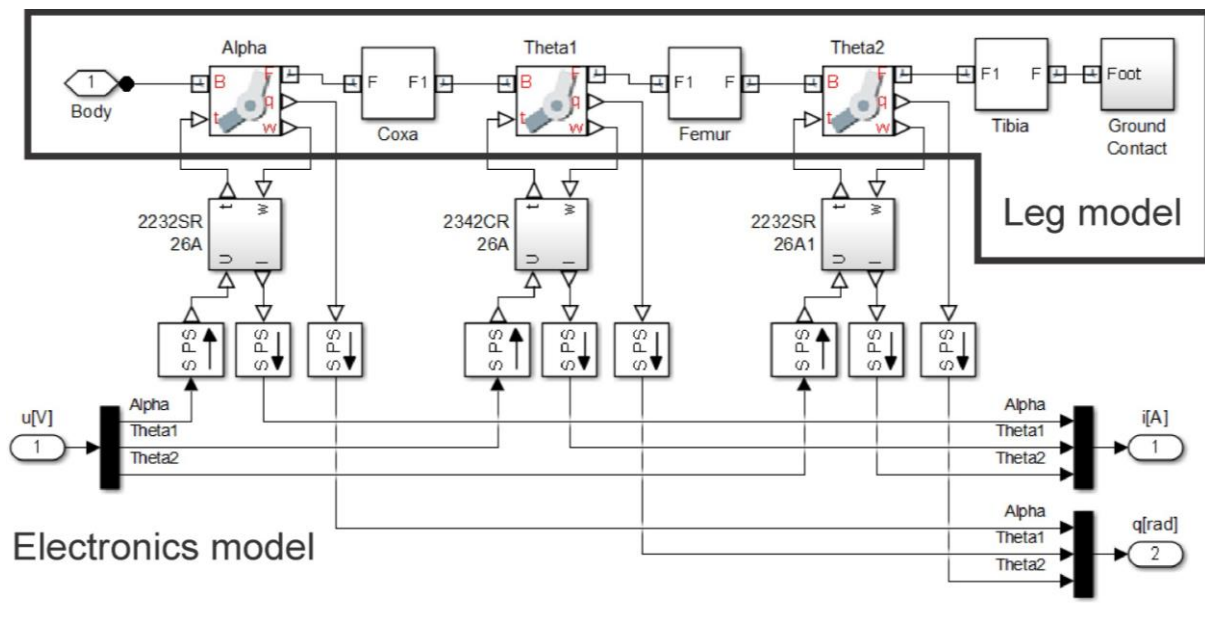 Alpha
Theta1
Theta2
1
Body
B
F
q
t
w
F
F1
Coxa
B
F
q
t
w
F1
F
Femur
B
F
q
t
w
F1
F
Tibia
Foot
Ground
Contact
Leg model
2232SR
26A
t
w
U
I
2342CR
26A
t
w
U
I
2232SR
26A1
t
w
U
I
S PS
S PS
S PS
S PS
S PS
S PS
S PS
S PS
S PS
u[V]
1
Alpha
Theta1
Theta2
Alpha
Theta1
Theta2
i[A]
1
Electronics model
Alpha
Theta1
Theta2
q[rad]
2